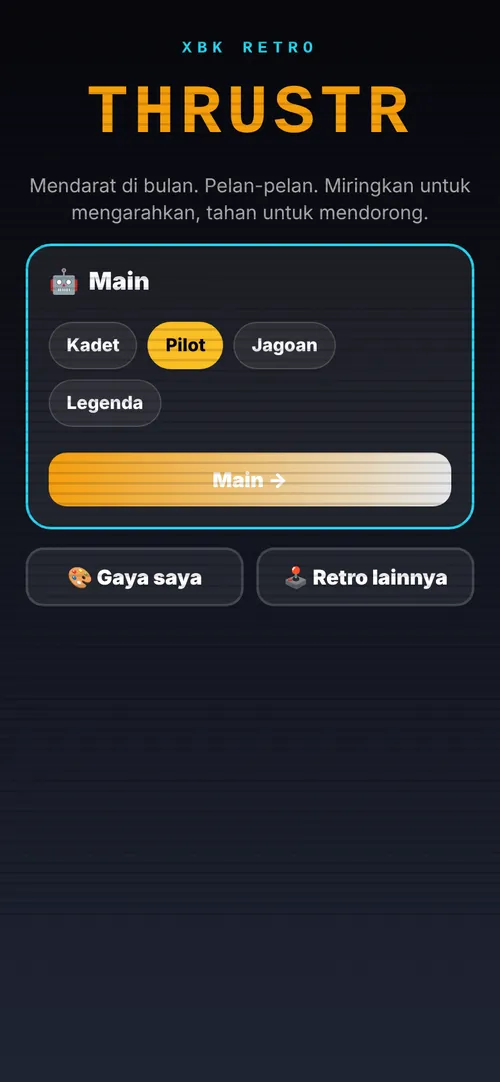 XBK RETRO
THRUSTR
Mendarat di bulan. Pelan-pelan. Miringkan untuk
mengarahkan, tahan untuk mendorong.
🤖 Main
Kadet Pilot Jagoan
Legenda
Main →
🎨 Gaya saya 🕹️ Retro lainnya